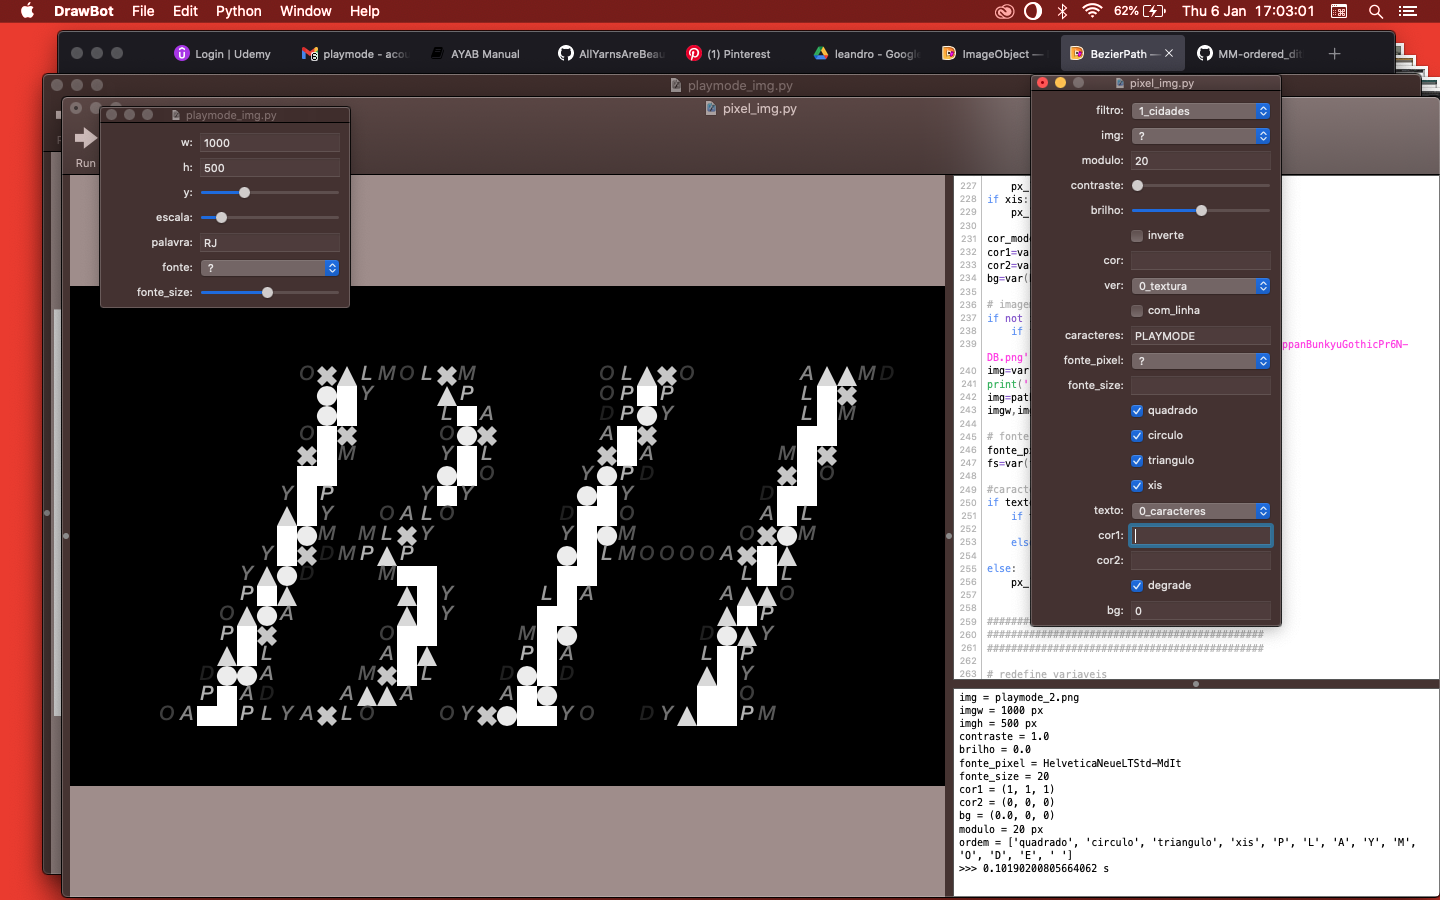 DrawBot File Edit Python Window Help 62% Thu 6 Jan 17:03:01
Login | Udemy playmode - aco AYAB Manual AllYarnsAreBeau (1) Pinterest leandro - Google ImageObject — BezierPath — MM-ordered_dit
playmode_img.py
pixel_img.py
Run
playmode_img.py
w: 1000
h: 500
y:
escala:
palavra: RJ
fonte: ?
fonte_size:
pixel_img.py
filtro: 1_cidades
img: ?
modulo: 20
contraste:
brilho:
inverte
cor:
ver: 0_textura
com_linha
caracteres: PLAYMODE
fonte_pixel: ?
fonte_size:
quadrado
circulo
triangulo
xis
texto: 0_caracteres
cor1:
cor2:
degrade
bg: 0
227 px_
228 if xis:
229 px_
230
231 cor_mod
232 cor1=va
233 cor2=va
234 bg=var(
235
236 # image
237 if not
238 if
239 ppanBunkyuGothicPr6N-
DB.png'
240 img=var
241 print('
242 img=pat
243 imgw,im
244
245 # fonte
246 fonte_p
247 fs=var(
248
249 #caract
250 if text
251 if
252
253 els
254
255 else:
256 px_
257
258
259 ##############################################
260 ##############################################
261 ##############################################
262
263 # redefine variaveis
img = playmode_2.png
imgw = 1000 px
imgh = 500 px
contraste = 1.0
brilho = 0.0
fonte_pixel = HelveticaNeueLTStd-MdIt
fonte_size = 20
cor1 = (1, 1, 1)
cor2 = (0, 0, 0)
bg = (0.0, 0, 0)
modulo = 20 px
ordem = ['quadrado', 'circulo', 'triangulo', 'xis', 'P', 'L', 'A', 'Y', 'M',
'O', 'D', 'E', ' ']
>>> 0.10190200805664062 s